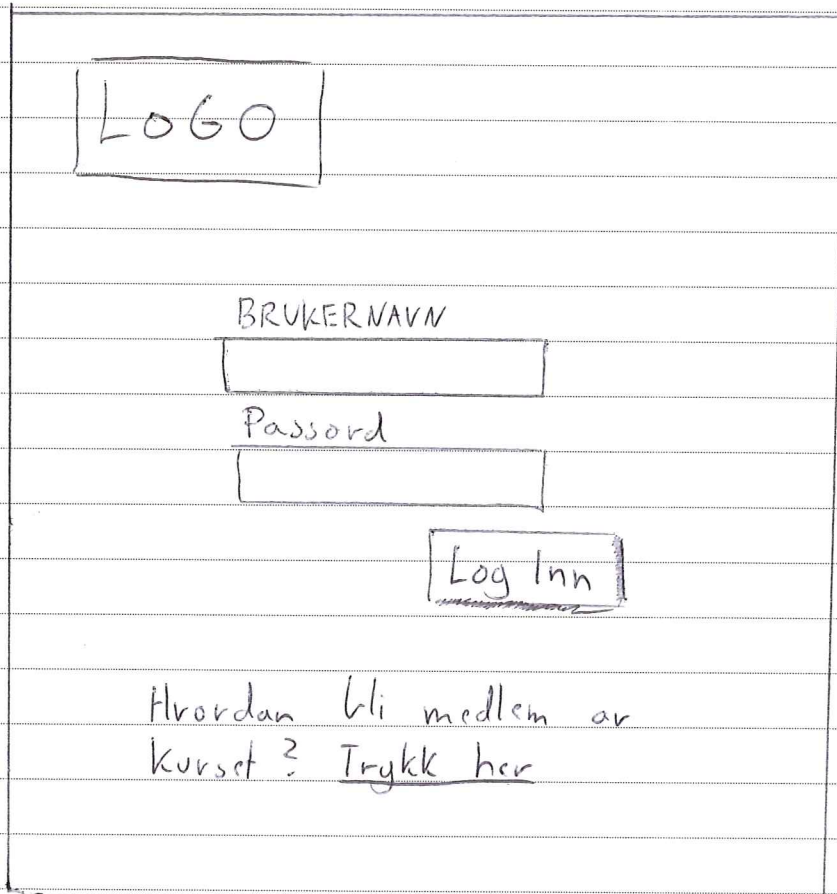 LOGO
BRUKERNAVN
Passord
Log Inn
Hvordan bli medlem av
kurset? Trykk her